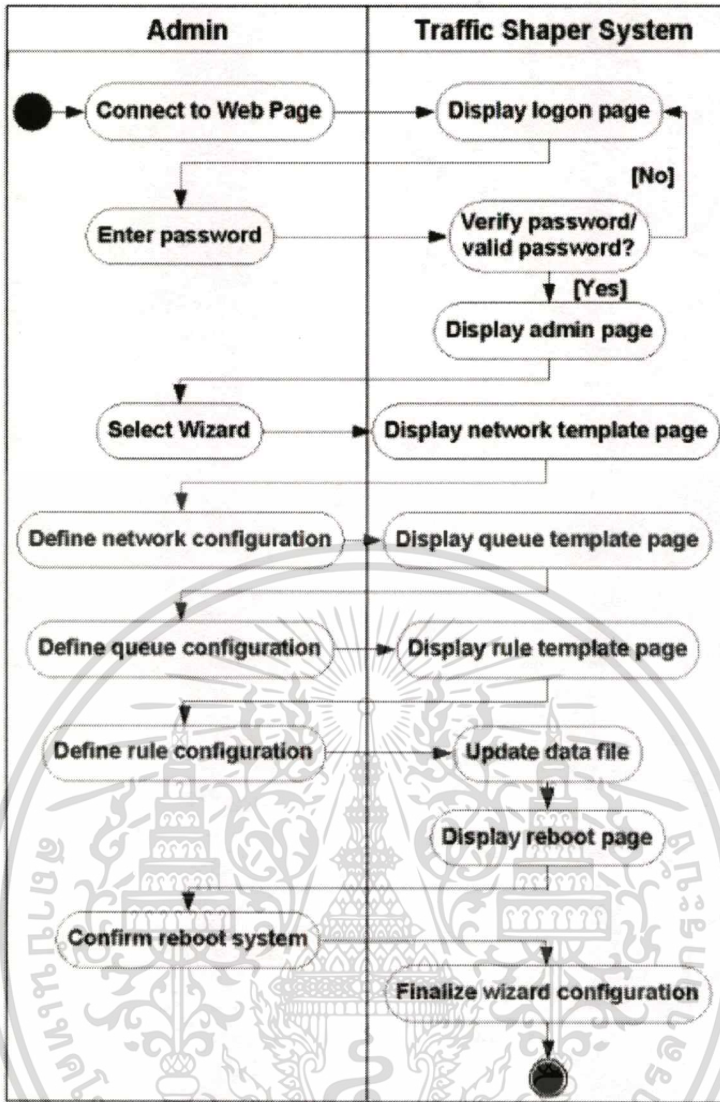 Admin
Traffic Shaper System
Connect to Web Page
Display logon page
[No]
Enter password
Verify password/
valid password?
[Yes]
Display admin page
Select Wizard
Display network template page
Define network configuration
Display queue template page
Define queue configuration
Display rule template page
Define rule configuration
Update data file
Display reboot page
Confirm reboot system
Finalize wizard configuration